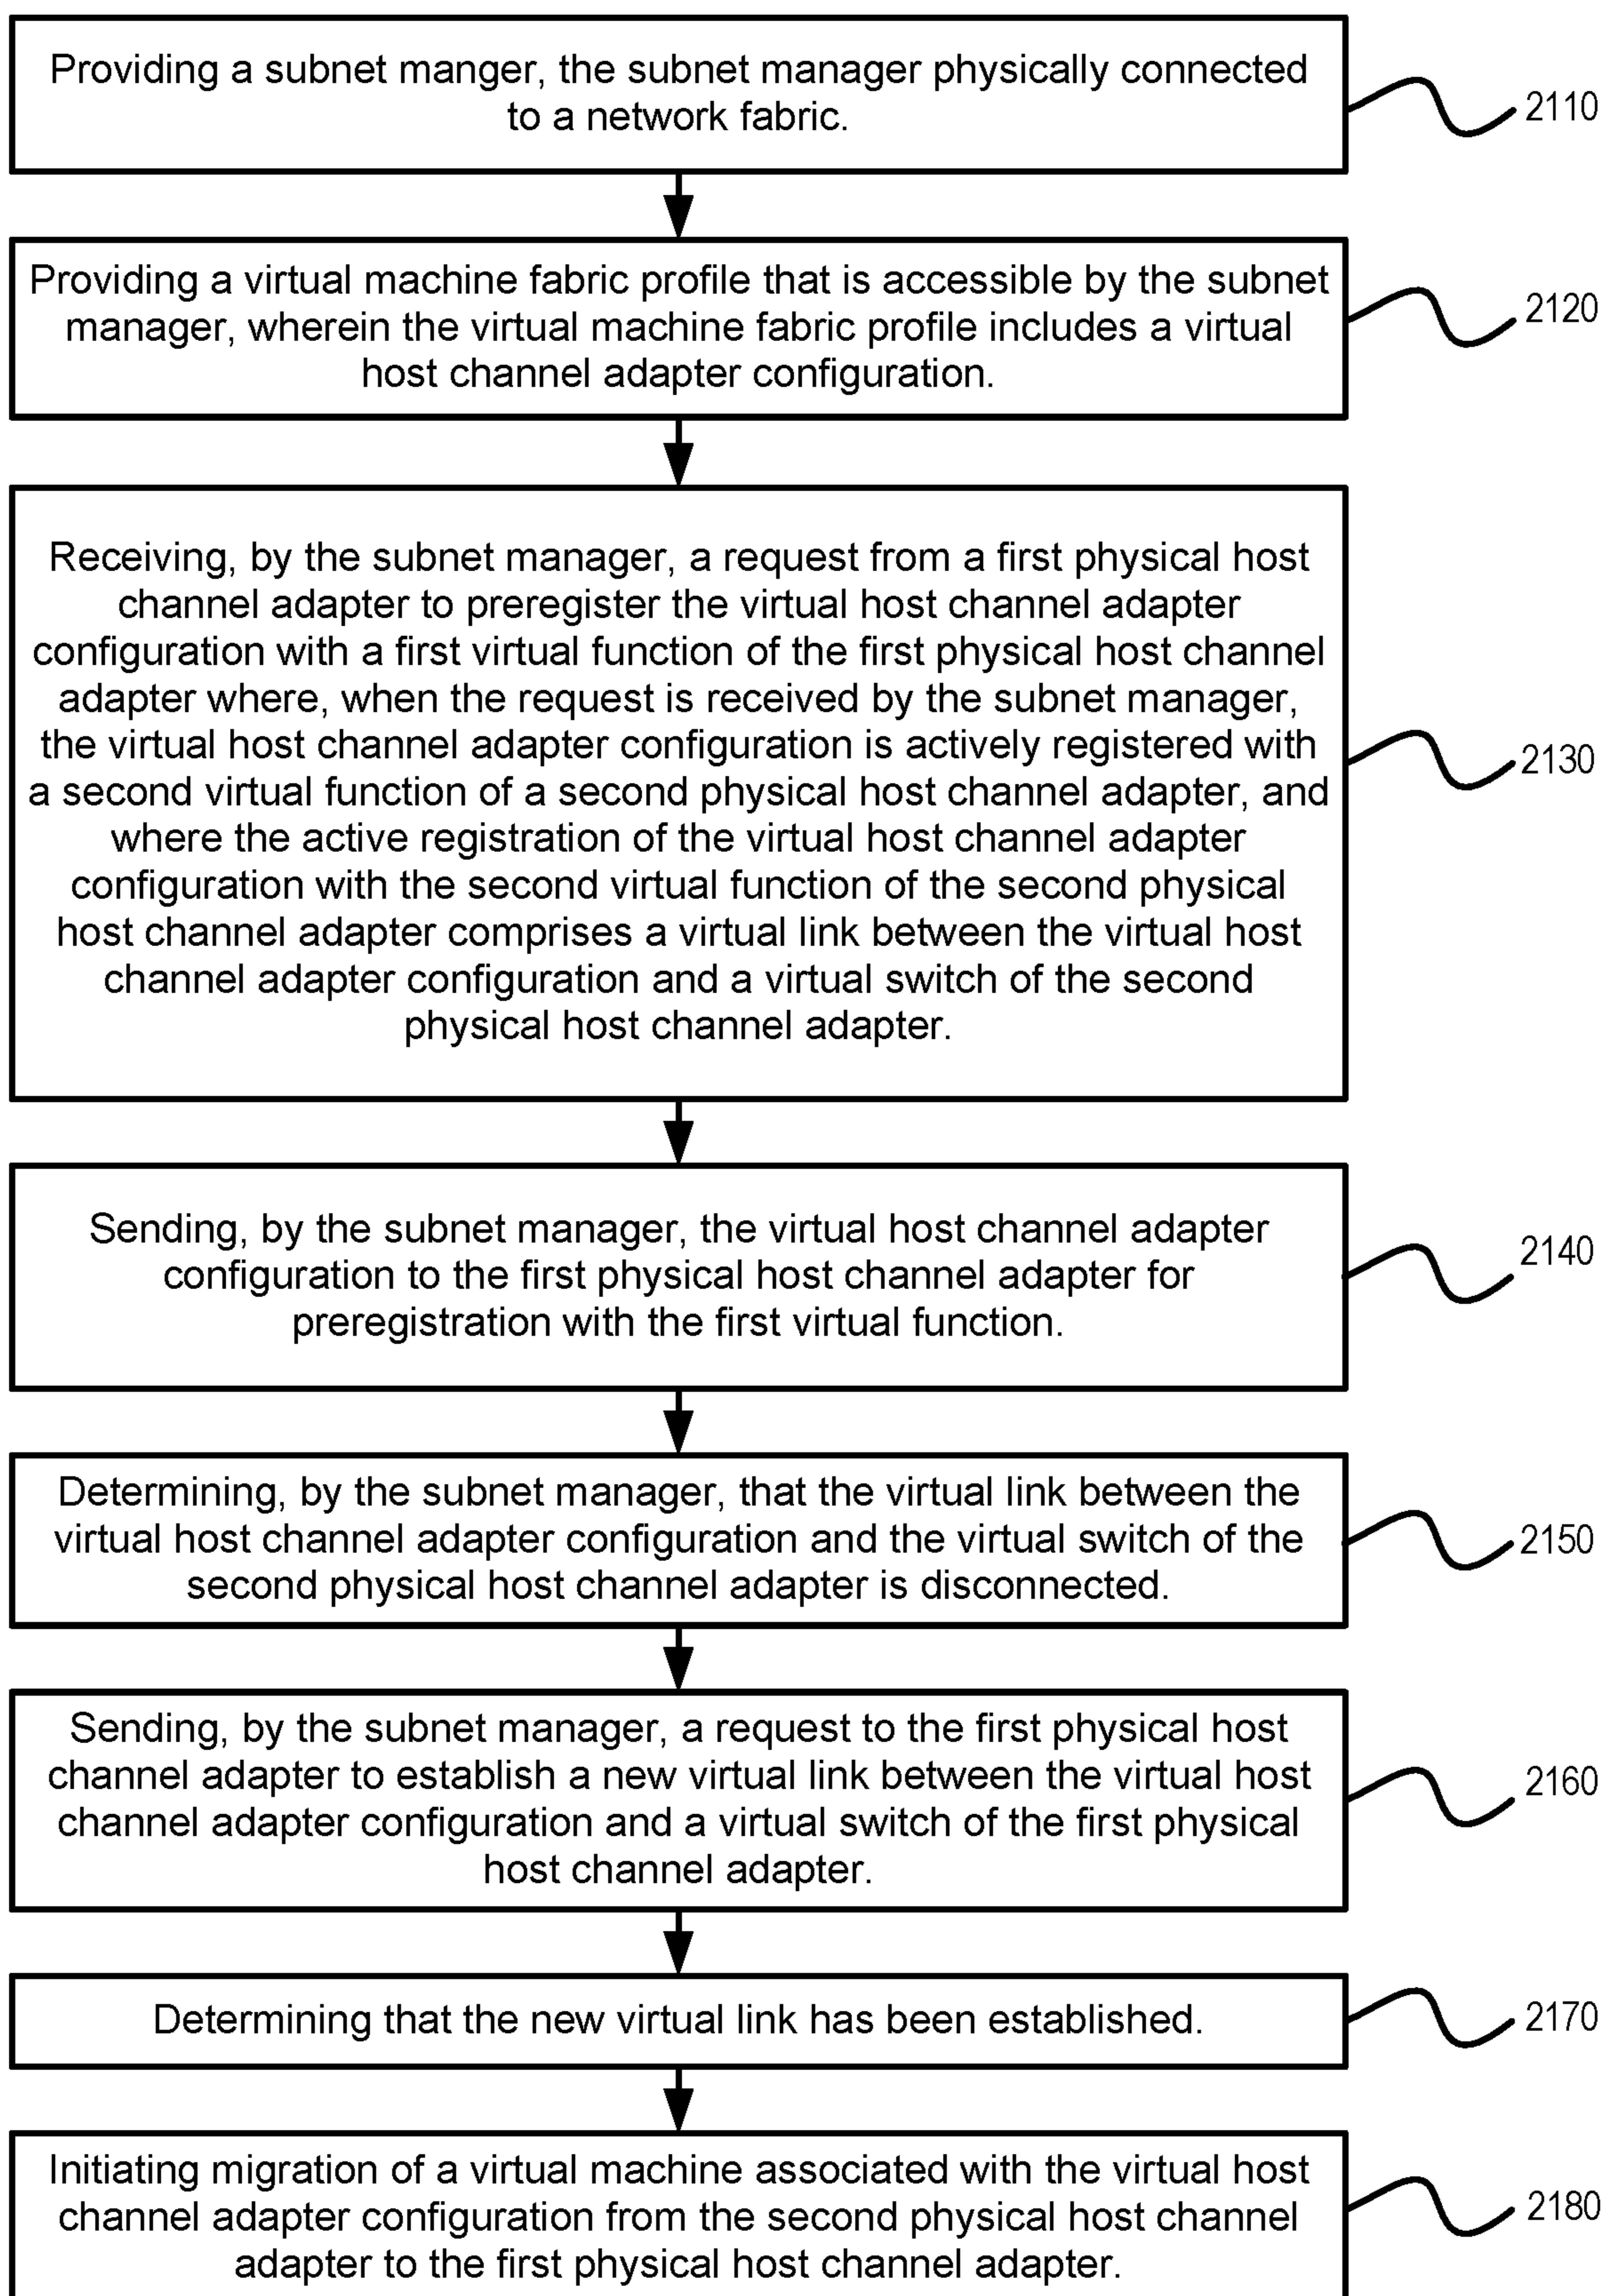 Providing a subnet manger, the subnet manager physically connected
to a network fabric.
2110
Providing a virtual machine fabric profile that is accessible by the subnet
manager, wherein the virtual machine fabric profile includes a virtual
host channel adapter configuration.
2120
Receiving, by the subnet manager, a request from a first physical host
channel adapter to preregister the virtual host channel adapter
configuration with a first virtual function of the first physical host channel
adapter where, when the request is received by the subnet manager,
the virtual host channel adapter configuration is actively registered with
a second virtual function of a second physical host channel adapter, and
where the active registration of the virtual host channel adapter
configuration with the second virtual function of the second physical
host channel adapter comprises a virtual link between the virtual host
channel adapter configuration and a virtual switch of the second
physical host channel adapter.
2130
Sending, by the subnet manager, the virtual host channel adapter
configuration to the first physical host channel adapter for
preregistration with the first virtual function.
2140
Determining, by the subnet manager, that the virtual link between the
virtual host channel adapter configuration and the virtual switch of the
second physical host channel adapter is disconnected.
2150
Sending, by the subnet manager, a request to the first physical host
channel adapter to establish a new virtual link between the virtual host
channel adapter configuration and a virtual switch of the first physical
host channel adapter.
2160
Determining that the new virtual link has been established.
2170
Initiating migration of a virtual machine associated with the virtual host
channel adapter configuration from the second physical host channel
adapter to the first physical host channel adapter.
2180